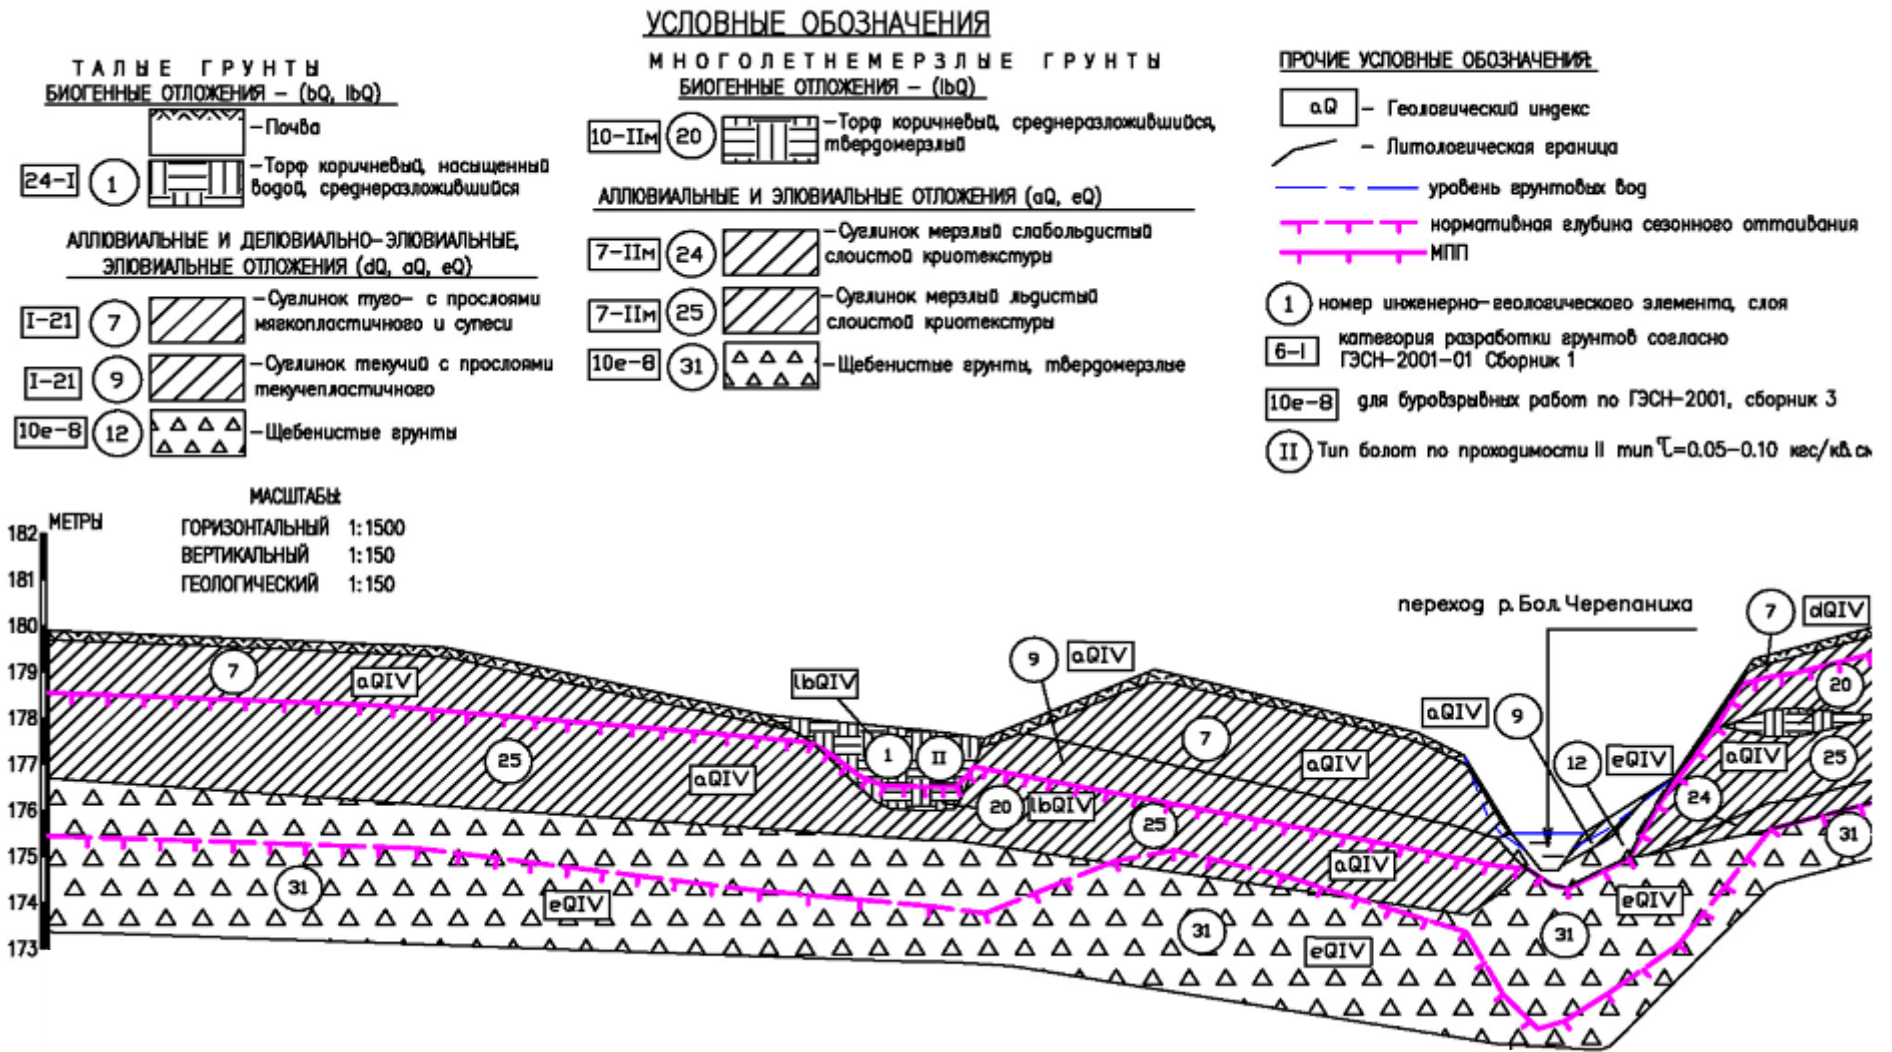 УСЛОВНЫЕ ОБОЗНАЧЕНИЯ
ТАЛЫЕ ГРУНТЫ
БИОГЕННЫЕ ОТЛОЖЕНИЯ – (bQ, lbQ)
–Почва
24-I 1 –Торф коричневый, насыщенный
водой, среднеразложившийся
АЛЛЮВИАЛЬНЫЕ И ДЕЛЮВИАЛЬНО-ЭЛЮВИАЛЬНЫЕ,
ЭЛЮВИАЛЬНЫЕ ОТЛОЖЕНИЯ (dQ, aQ, eQ)
I-21 7 –Суглинок туго- с прослоями
мягкопластичного и супеси
I-21 9 –Суглинок текучий с прослоями
текучепластичного
10е-8 12 –Щебенистые грунты
МНОГОЛЕТНЕМЕРЗЛЫЕ ГРУНТЫ
БИОГЕННЫЕ ОТЛОЖЕНИЯ – (lbQ)
10-IIм 20 –Торф коричневый, среднеразложившийся,
твердомерзлый
АЛЛЮВИАЛЬНЫЕ И ЭЛЮВИАЛЬНЫЕ ОТЛОЖЕНИЯ (aQ, eQ)
7-IIм 24 –Суглинок мерзлый слабольдистый
слоистой криотекстуры
7-IIм 25 –Суглинок мерзлый льдистый
слоистой криотекстуры
10е-8 31 –Щебенистые грунты, твердомерзлые
ПРОЧИЕ УСЛОВНЫЕ ОБОЗНАЧЕНИЯ:
aQ – Геологический индекс
– Литологическая граница
уровень грунтовых вод
нормативная глубина сезонного оттаивания
МПП
1 номер инженерно-геологического элемента, слоя
6-I категория разработки грунтов согласно
ГЭСН-2001-01 Сборник 1
10е-8 для буровзрывных работ по ГЭСН-2001, сборник 3
II Тип болот по проходимости II тип τ=0.05-0.10 кгс/кв.см
МАСШТАБЫ:
ГОРИЗОНТАЛЬНЫЙ 1:1500
ВЕРТИКАЛЬНЫЙ 1:150
ГЕОЛОГИЧЕСКИЙ 1:150
МЕТРЫ
182
181
180
179
178
177
176
175
174
173
переход р.Бол.Черепаниха
7 dQIV
7 aQIV
lbQIV
9 aQIV
aQIV 9
20
25
aQIV
1 II
7 aQIV
12 eQIV
aQIV 25
20 lbQIV
25
24
31
aQIV
31
eQIV
eQIV
31
eQIV
31